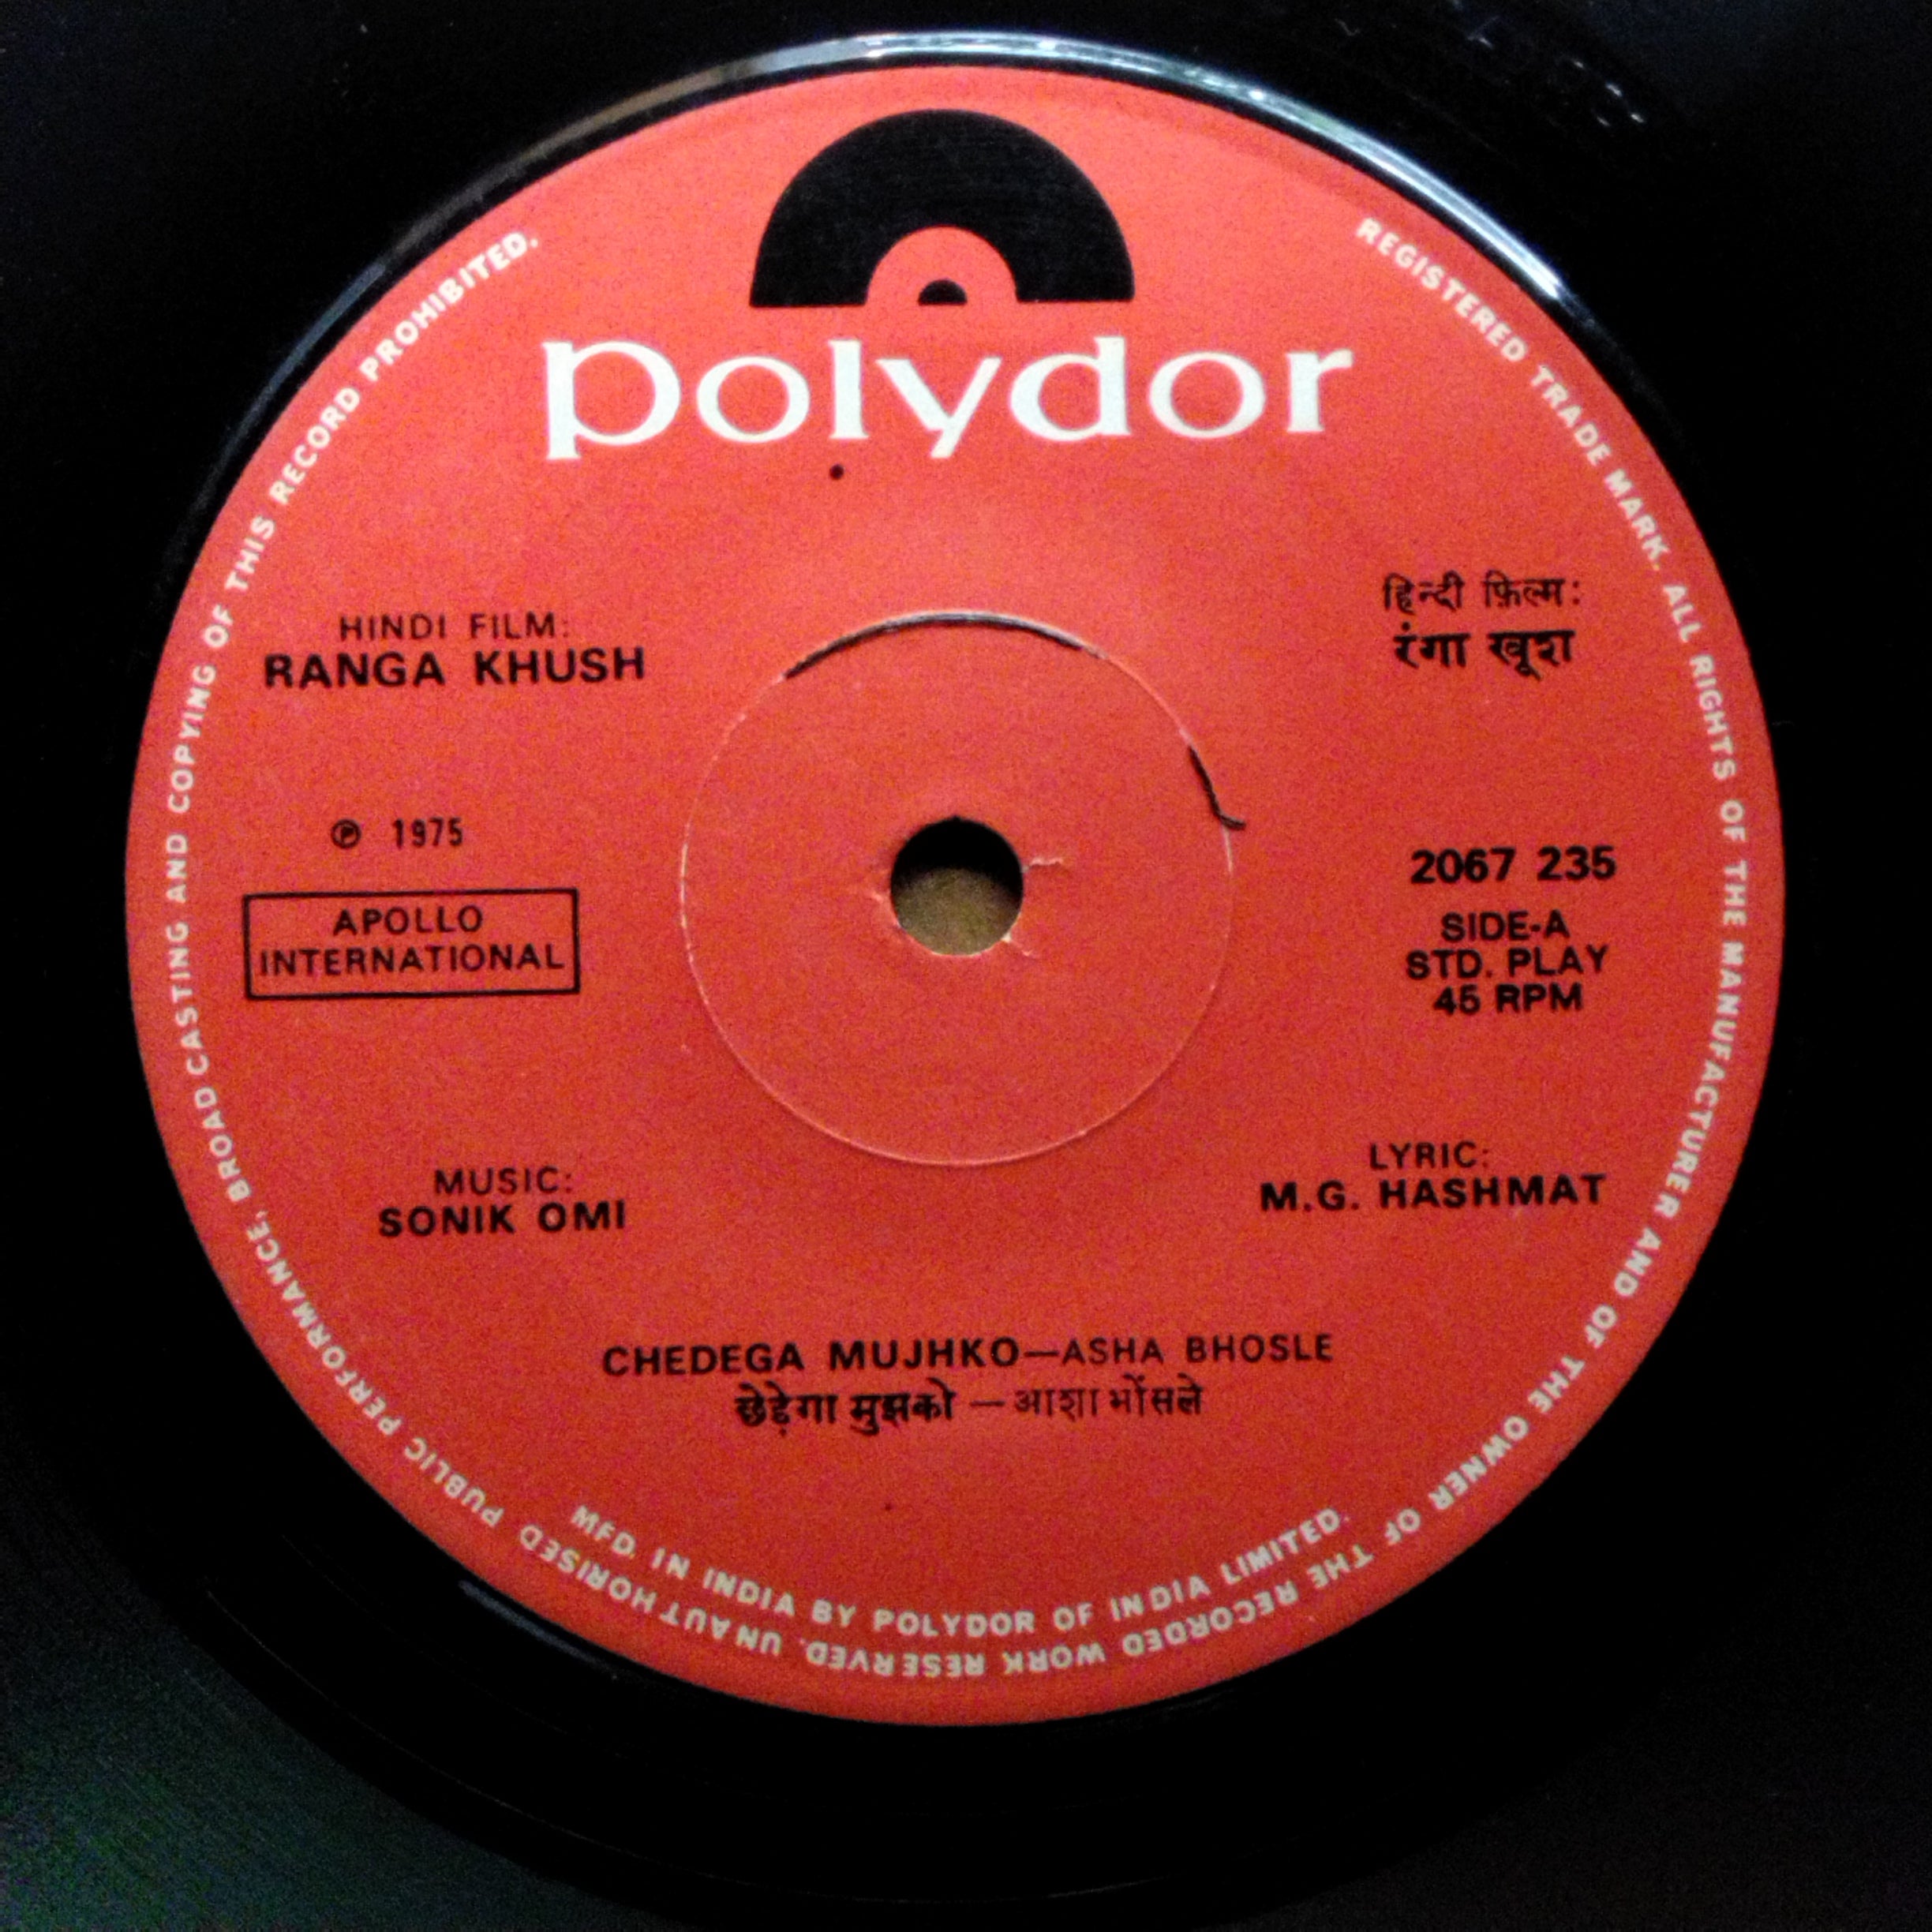 polydor
HINDI FILM:
RANGA KHUSH
हिन्दी फ़िल्म:
रंगा खूश
℗ 1975
APOLLO
INTERNATIONAL
2067 235
SIDE-A
STD. PLAY
45 RPM
MUSIC:
SONIK OMI
LYRIC:
M.G. HASHMAT
CHEDEGA MUJHKO—ASHA BHOSLE
छेड़ेगा मुझको — आशा भोंसले
MFD. IN INDIA BY POLYDOR OF INDIA LIMITED.
REGISTERED TRADE MARK. ALL RIGHTS OF THE MANUFACTURER AND OF THE OWNER OF THE RECORDED WORK RESERVED. UNAUTHORISED PUBLIC PERFORMANCE, BROADCASTING AND COPYING OF THIS RECORD PROHIBITED.